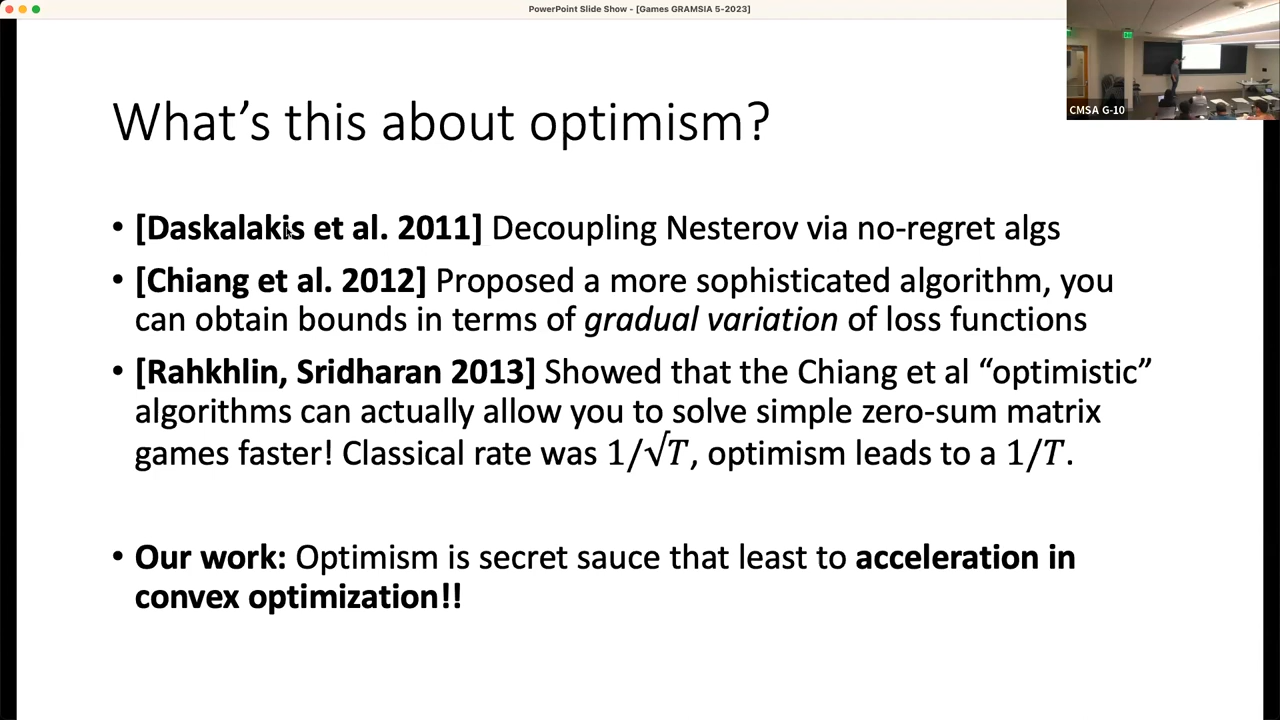 PowerPoint Slide Show - [Games GRAMSIA 5-2023]
CMSA G-10
What's this about optimism?
• [Daskalakis et al. 2011] Decoupling Nesterov via no-regret algs
• [Chiang et al. 2012] Proposed a more sophisticated algorithm, you
can obtain bounds in terms of gradual variation of loss functions
• [Rahkhlin, Sridharan 2013] Showed that the Chiang et al “optimistic”
algorithms can actually allow you to solve simple zero-sum matrix
games faster! Classical rate was 1/√T, optimism leads to a 1/T.
• Our work: Optimism is secret sauce that least to acceleration in
convex optimization!!